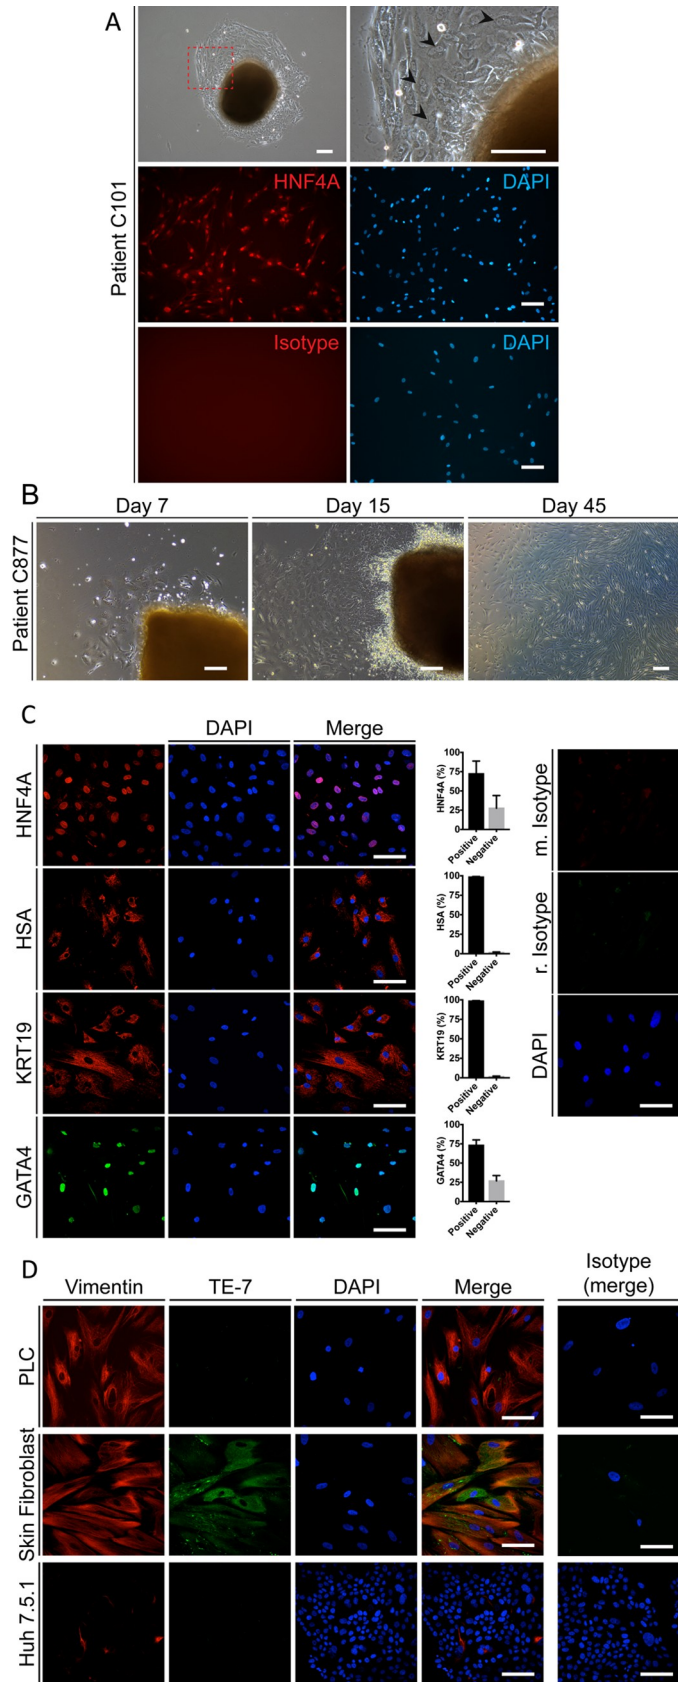 A
Patient C101
HNF4A
DAPI
Isotype
DAPI
B
Day 7
Day 15
Day 45
Patient C877
C
DAPI
Merge
HNF4A
HNF4A (%)
100
75
50
25
0
Positive
Negative
HSA
HSA (%)
100
75
50
25
0
Positive
Negative
KRT19
KRT19 (%)
100
75
50
25
0
Positive
Negative
GATA4
GATA4 (%)
100
75
50
25
0
Positive
Negative
m. Isotype
r. Isotype
DAPI
D
Vimentin
TE-7
DAPI
Merge
Isotype
(merge)
PLC
Skin Fibroblast
Huh 7.5.1